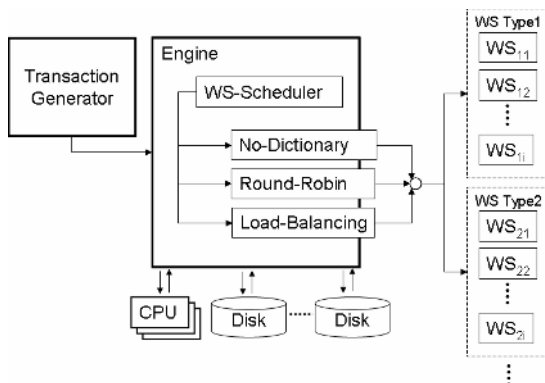 Transaction
Generator
Engine
WS-Scheduler
No-Dictionary
Round-Robin
Load-Balancing
CPU
Disk
Disk
WS Type1
WS11
WS12
WS1i
WS Type2
WS21
WS22
WS2i